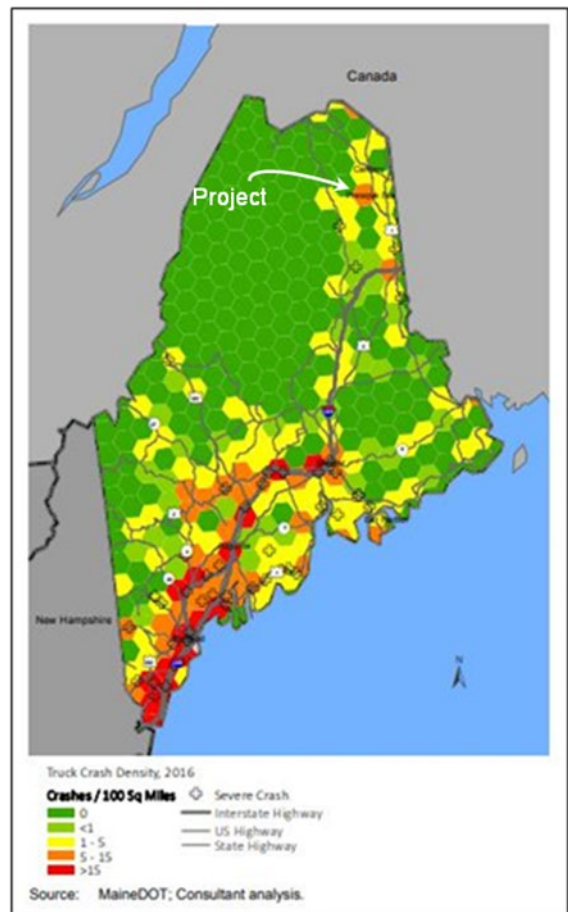 Canada
Project
New Hampshire
N
Truck Crash Density, 2016
Crashes / 100 Sq Miles
Severe Crash
0
Interstate Highway
<1
US Highway
1 - 5
State Highway
5 - 15
>15
Source: MaineDOT; Consultant analysis.